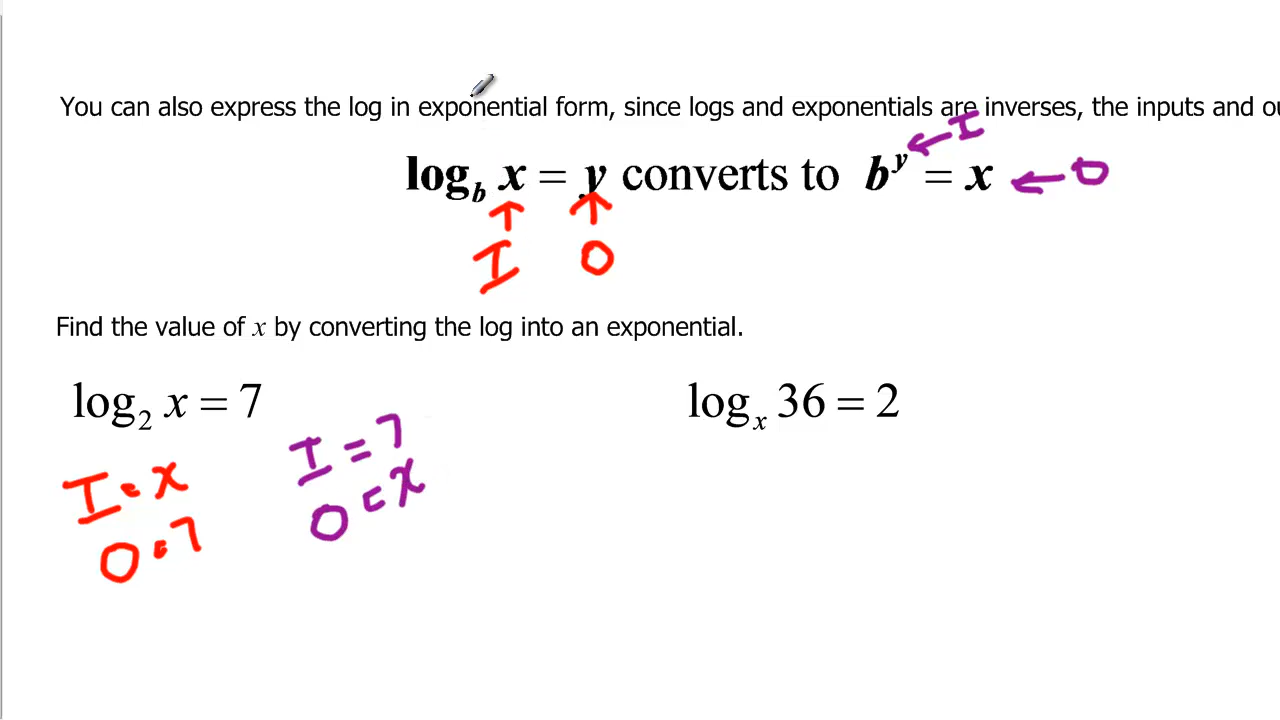 You can also express the log in exponential form, since logs and exponentials are inverses, the inputs and ou
← I
log_b x = y converts to b^y = x ← O
↑ ↑
I O
Find the value of x by converting the log into an exponential.
log_2 x = 7 log_x 36 = 2
I = x I = 7
O = 7 O = x